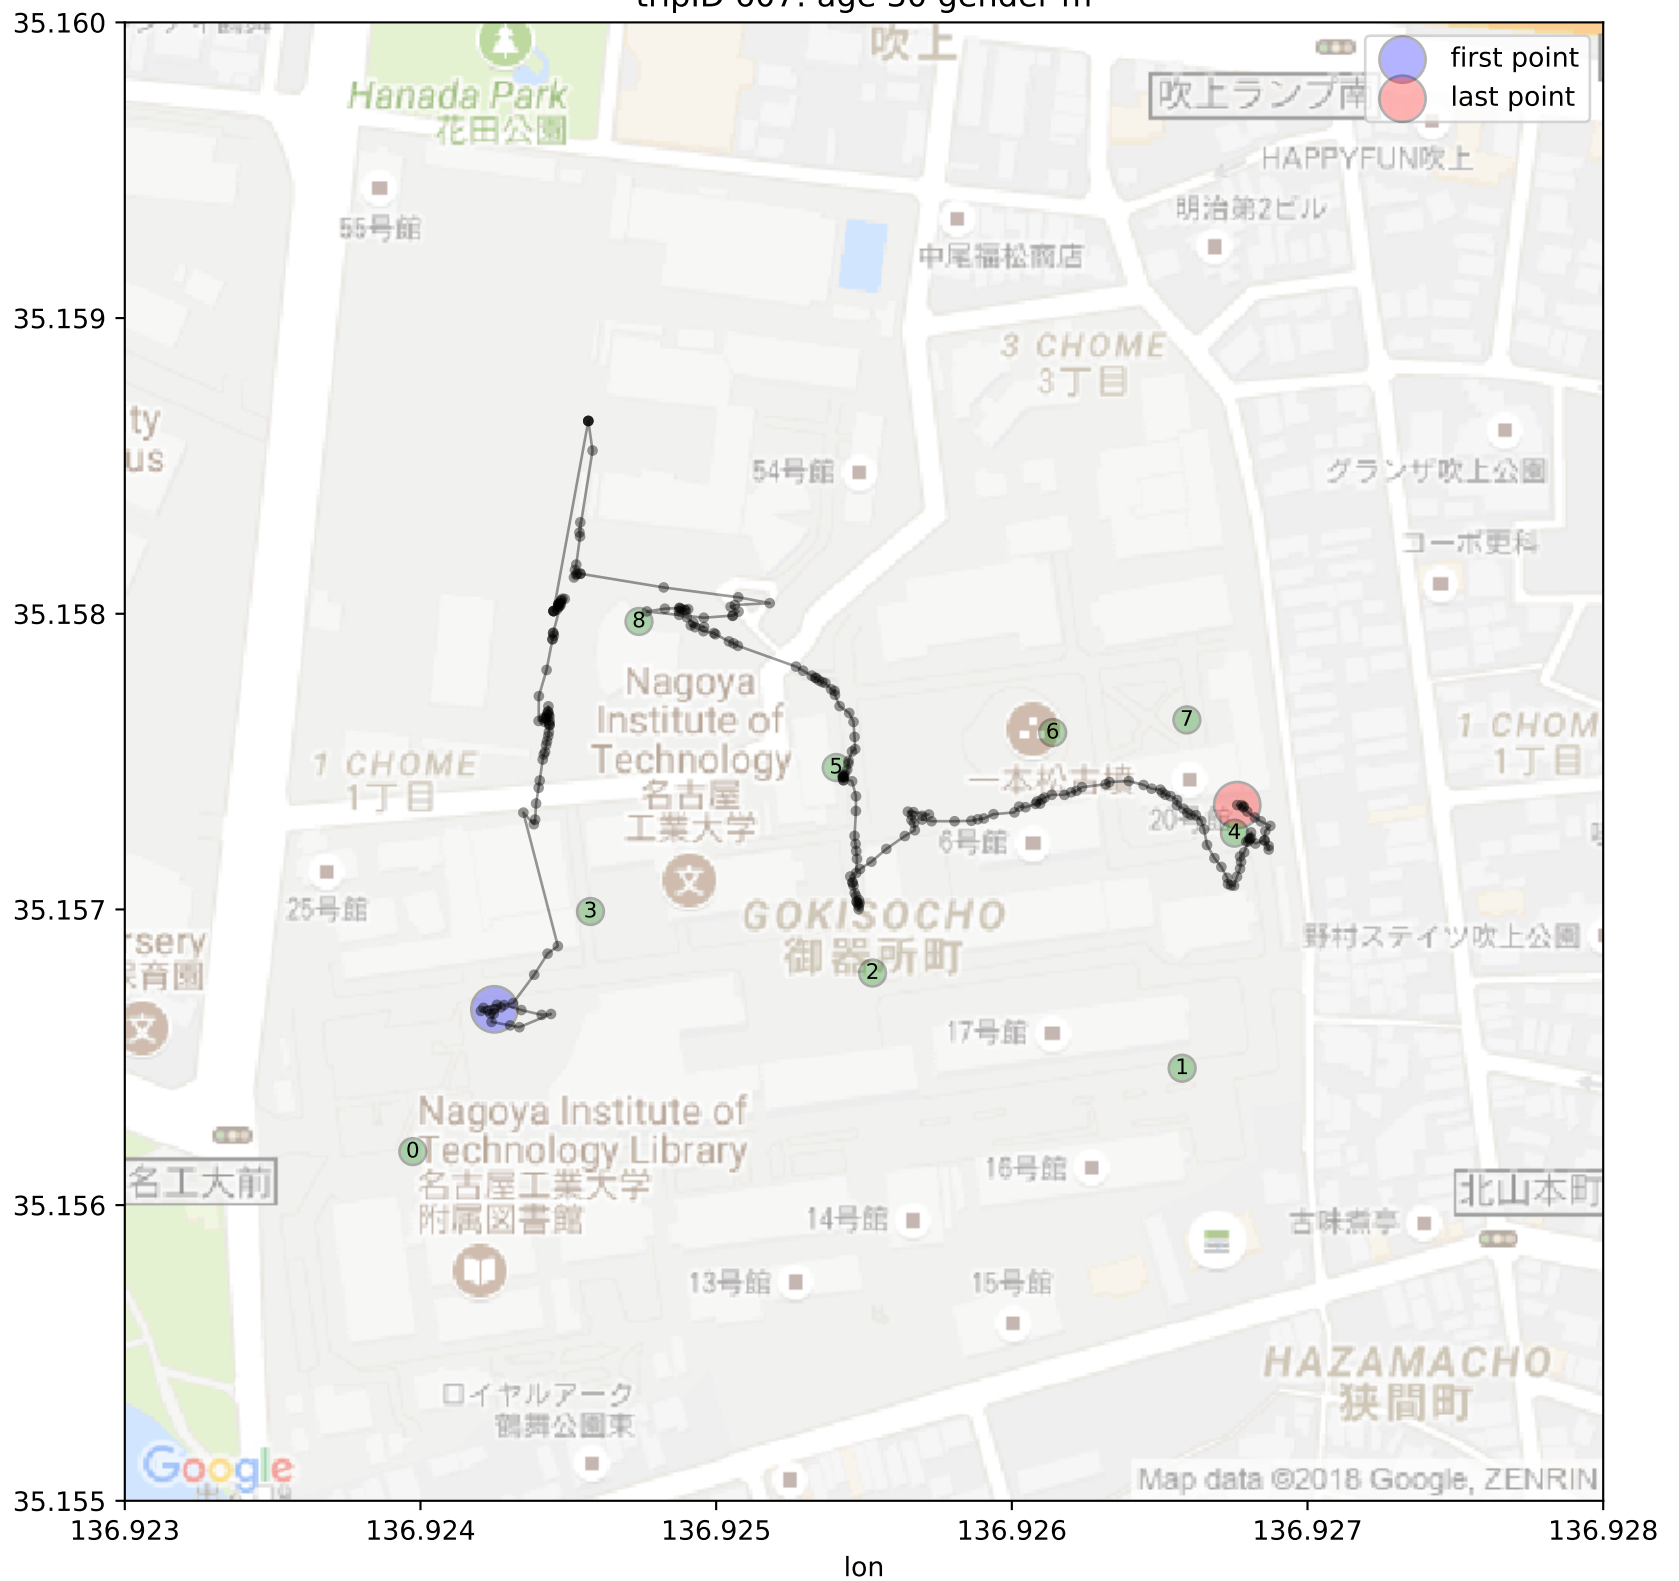 35.160
35.159
35.158
35.157
35.156
35.155
136.923
136.924
136.925
136.926
136.927
136.928
lon
first point
last point
Hanada Park
花田公園
吹上
吹上ランプ南
HAPPYFUN吹上
明治第2ビル
55号館
中尾福松商店
3 CHOME
3丁目
ty
us
54号館
グランザ吹上公園
コーポ更科
8
Nagoya
Institute of
Technology
名古屋
工業大学
1 CHOME
1丁目
7
6
5
1 CHOM
1丁目
一本松古墳
20号館
4
6号館
25号館
3
GOKISOCHO
御器所町
2
野村ステイツ吹上公園
rsery
保育園
17号館
1
Nagoya Institute of
Technology Library
名古屋工業大学
附属図書館
0
名工大前
16号館
北山本町
14号館
古味煮亭
13号館
15号館
HAZAMACHO
狭間町
ロイヤルアーク
鶴舞公園東
Google
Map data ©2018 Google, ZENRIN